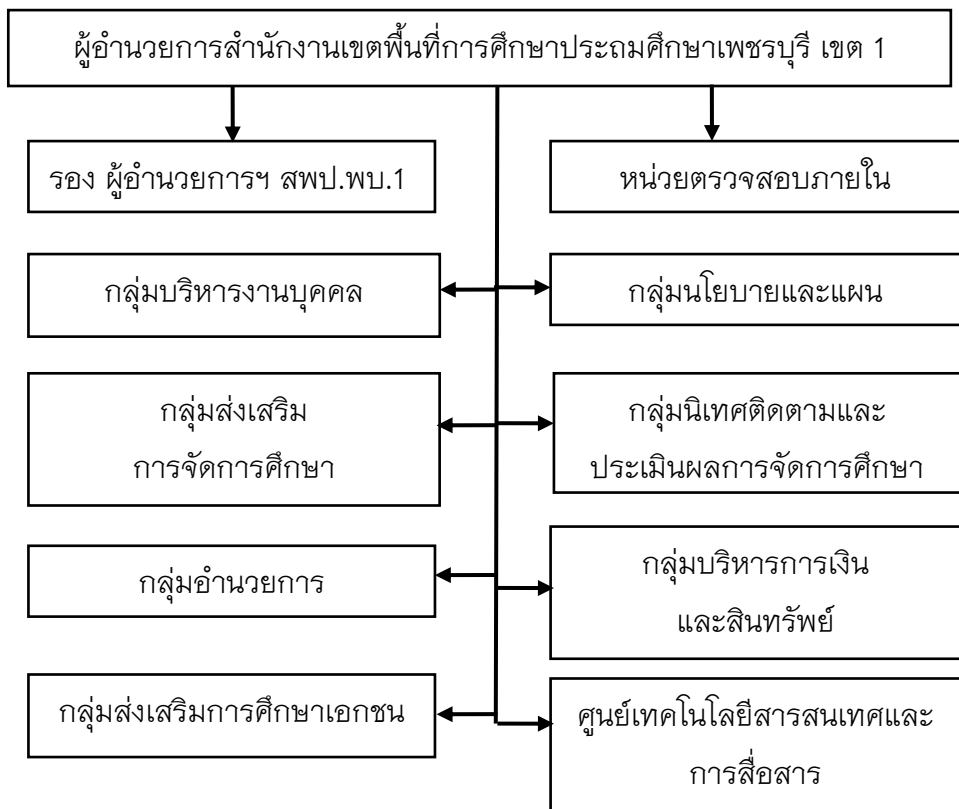 ผู้อำนวยการสำนักงานเขตพื้นที่การศึกษาประถมศึกษาเพชรบุรี เขต 1
รอง ผู้อำนวยการฯ สพป.พบ.1
หน่วยตรวจสอบภายใน
กลุ่มบริหารงานบุคคล
กลุ่มนโยบายและแผน
กลุ่มส่งเสริม
การจัดการศึกษา
กลุ่มนิเทศติดตามและ
ประเมินผลการจัดการศึกษา
กลุ่มอำนวยการ
กลุ่มบริหารการเงิน
และสินทรัพย์
กลุ่มส่งเสริมการศึกษาเอกชน
ศูนย์เทคโนโลยีสารสนเทศและ
การสื่อสาร